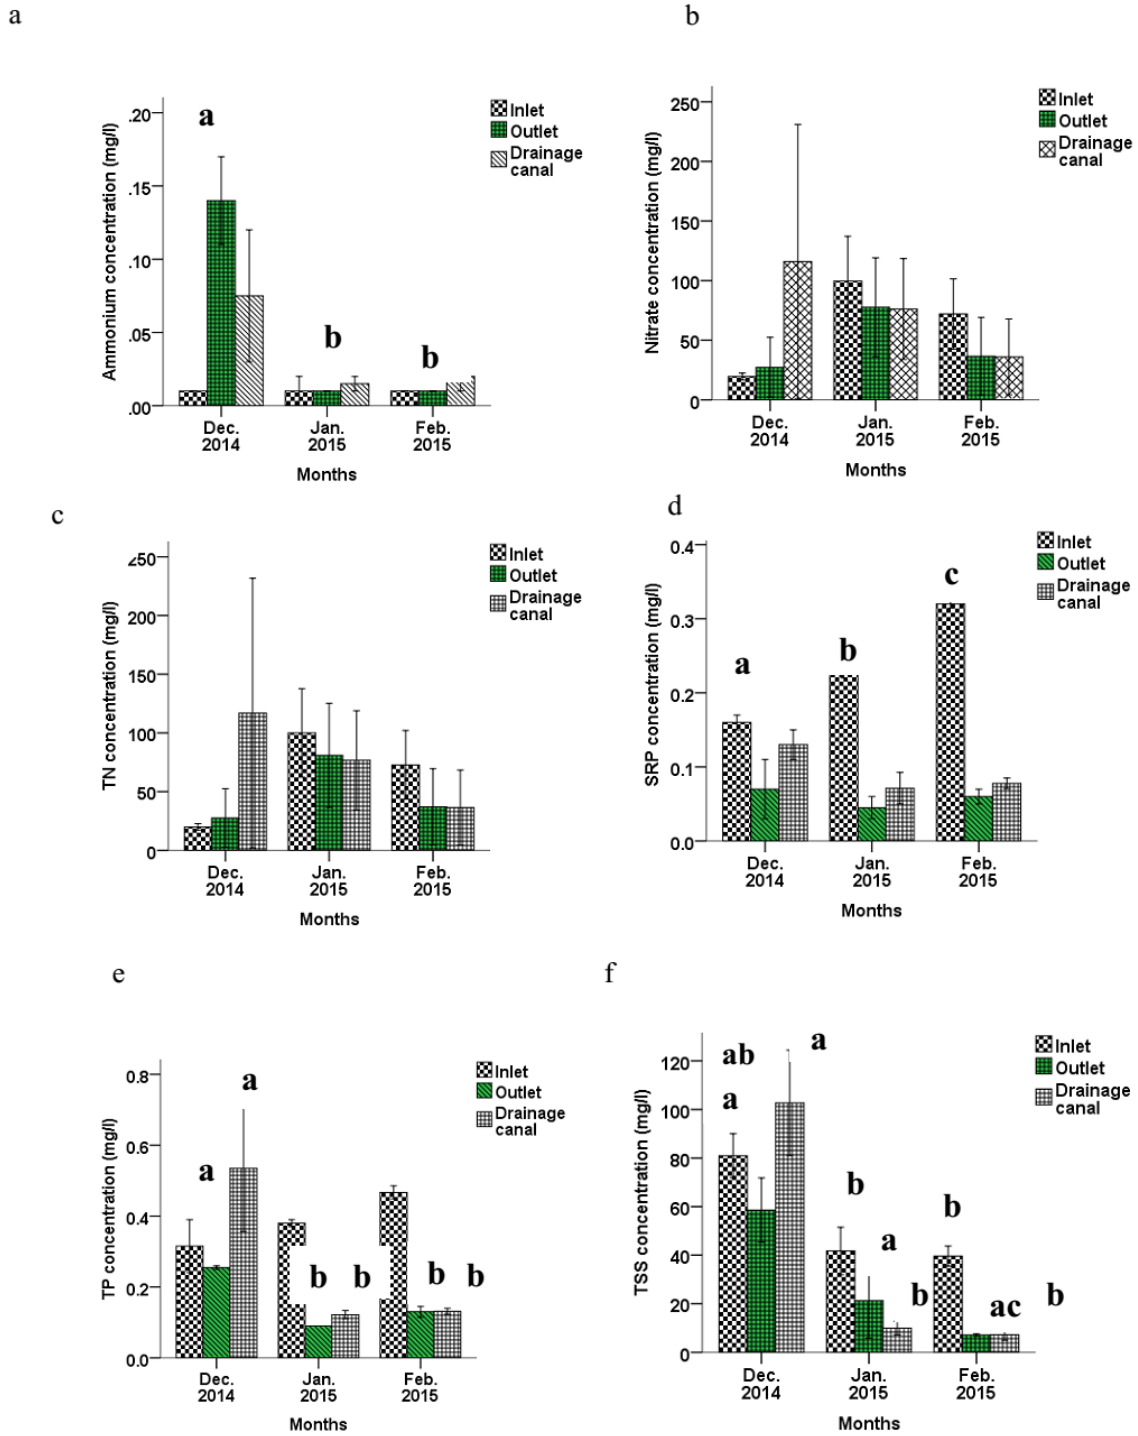 a
b
.20
.15
.10
.05
.00
Ammonium concentration (mg/l)
a
b
b
Inlet
Outlet
Drainage
canal
Dec.
2014
Jan.
2015
Feb.
2015
Months
250
200
150
100
50
0
Nitrate concentration (mg/l)
Inlet
Outlet
Drainage
canal
Dec.
2014
Jan.
2015
Feb.
2015
Months
c
d
250
200
150
100
50
0
TN concentration (mg/l)
Inlet
Outlet
Drainage
canal
Dec.
2014
Jan.
2015
Feb.
2015
Months
0.4
0.3
0.2
0.1
0.0
SRP concentration (mg/l)
a
b
c
Inlet
Outlet
Drainage
canal
Dec.
2014
Jan.
2015
Feb.
2015
Months
e
f
0.8
0.6
0.4
0.2
0.0
TP concentration (mg/l)
a
a
b b b b
Inlet
Outlet
Drainage
canal
Dec.
2014
Jan.
2015
Feb.
2015
Months
120
100
80
60
40
20
0
TSS concentration (mg/l)
ab a
a
b b
a
b ac b
Inlet
Outlet
Drainage
canal
Dec.
2014
Jan.
2015
Feb.
2015
Months